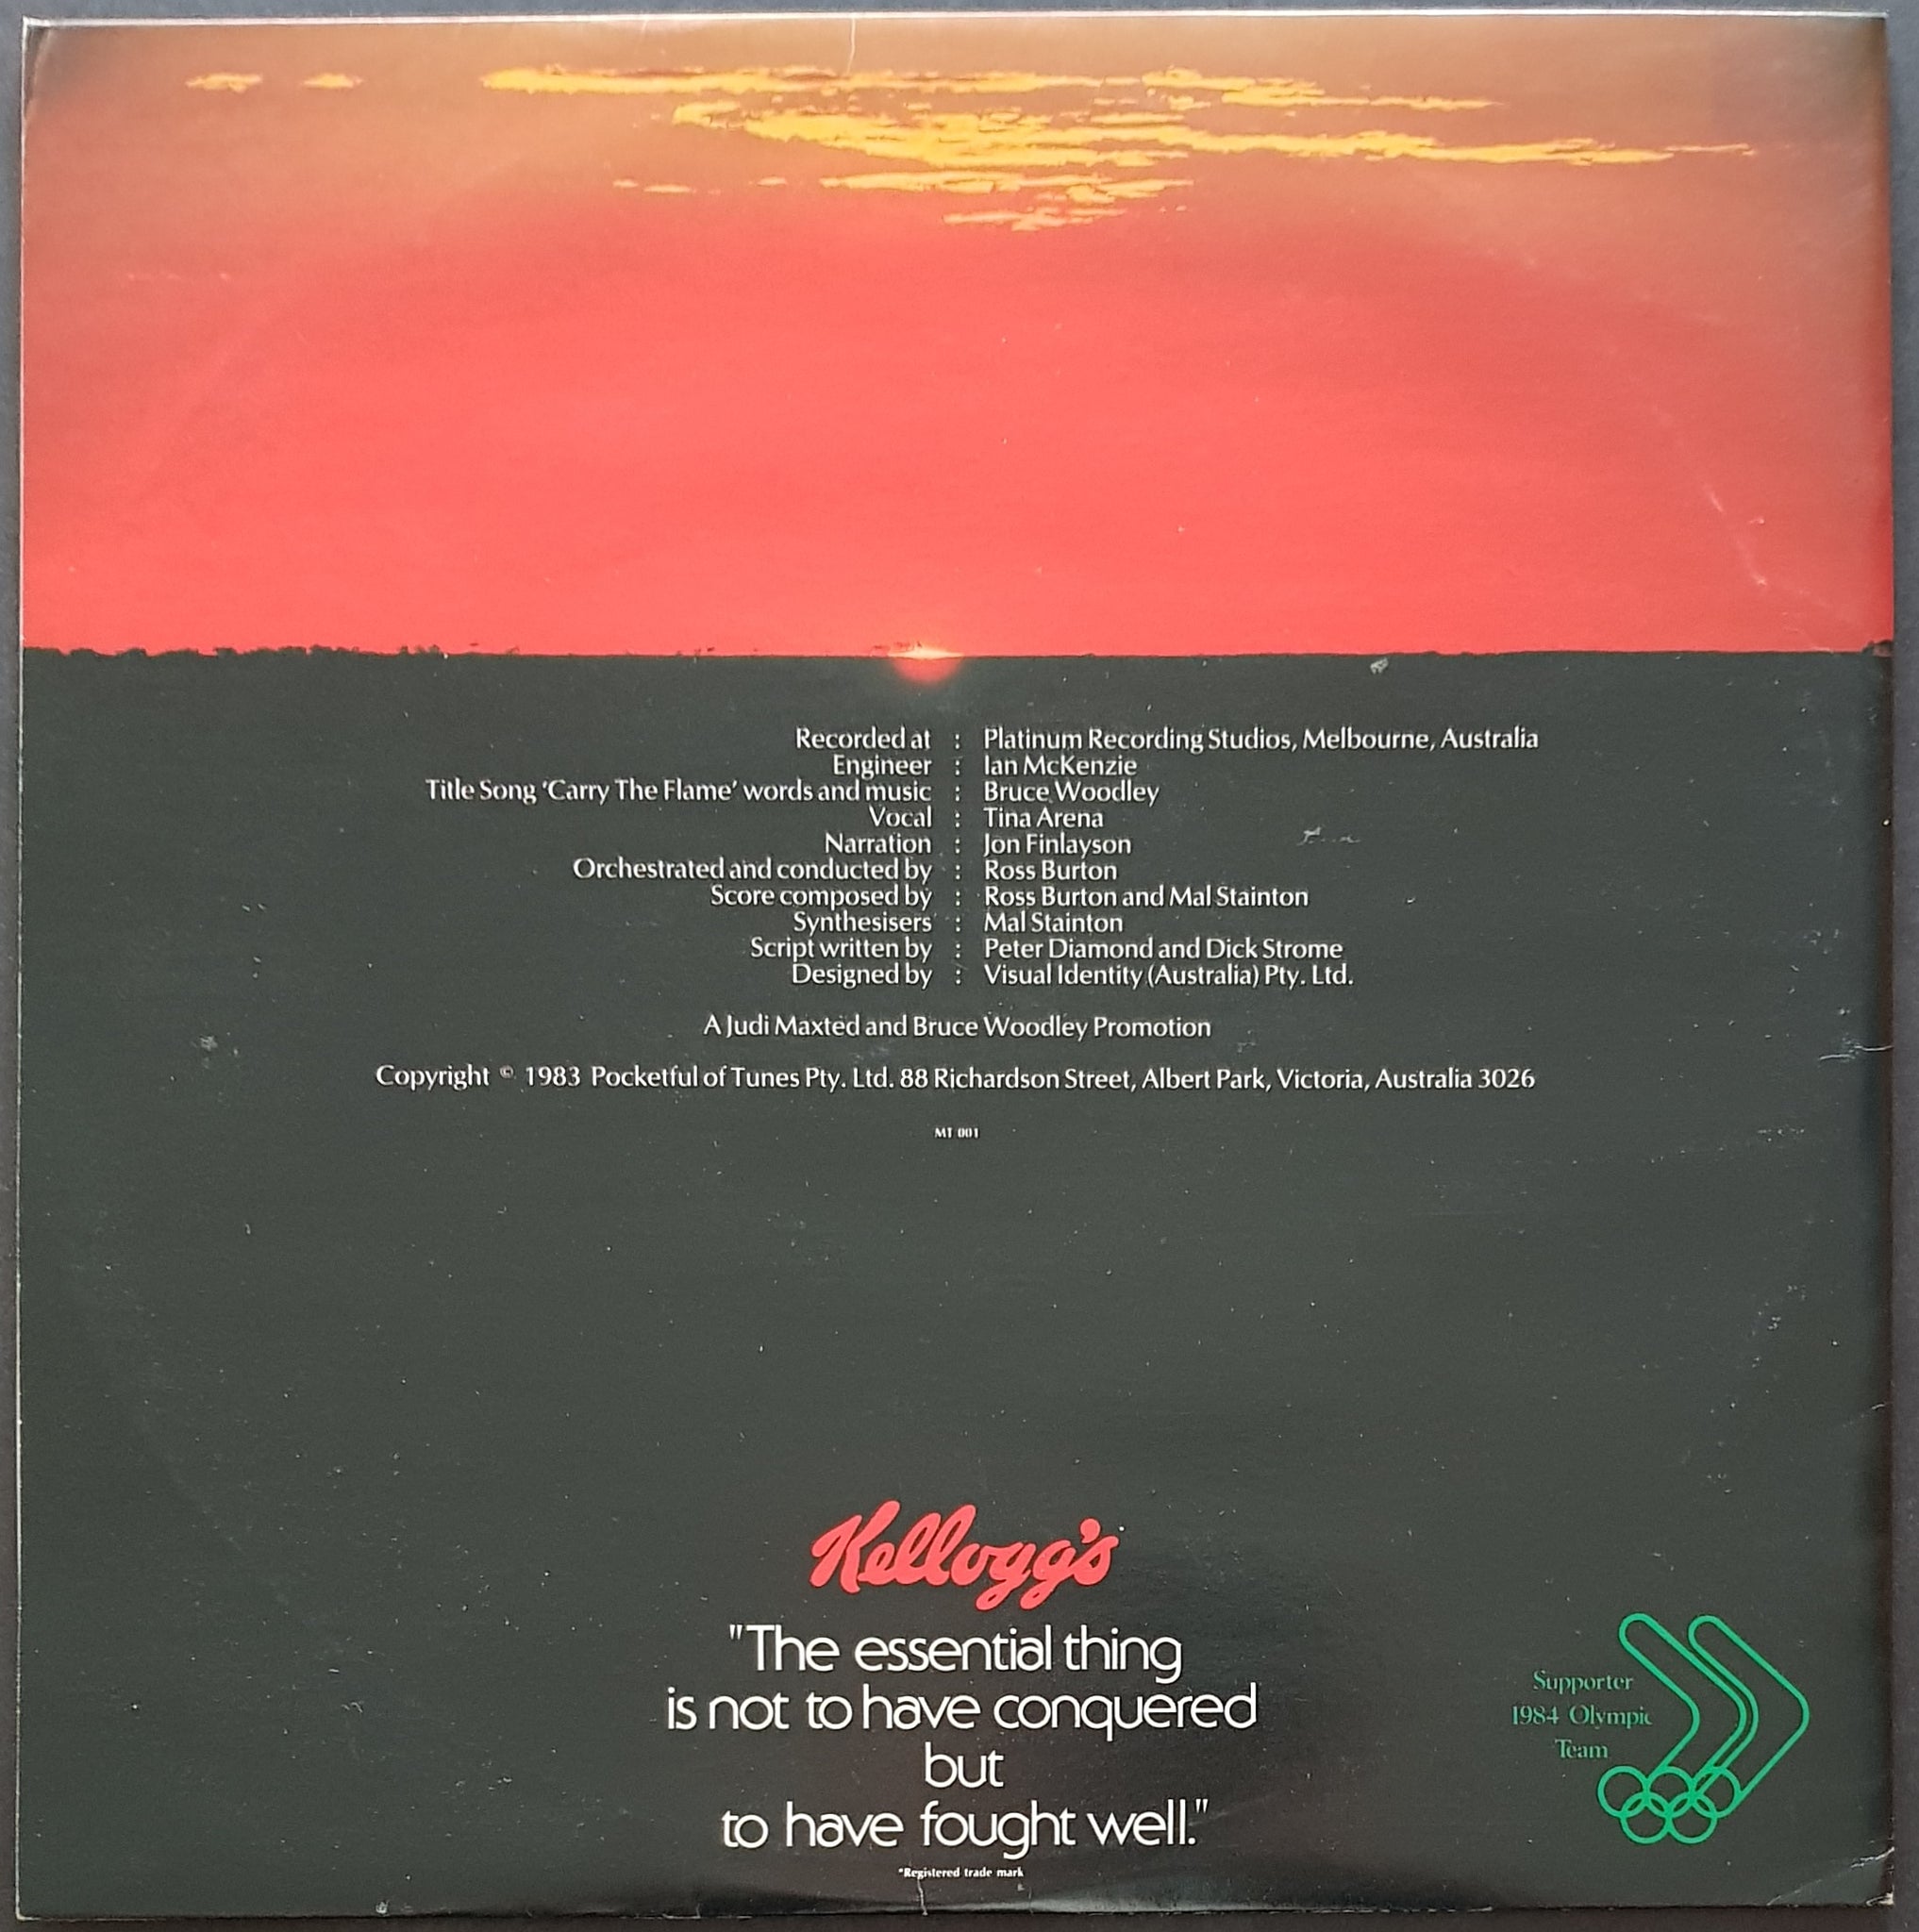 Recorded at : Platinum Recording Studios, Melbourne, Australia
Engineer : Ian McKenzie
Title Song ‘Carry The Flame’ words and music : Bruce Woodley
Vocal : Tina Arena
Narration : Jon Finlayson
Orchestrated and conducted by : Ross Burton
Score composed by : Ross Burton and Mal Stainton
Synthesisers : Mal Stainton
Script written by : Peter Diamond and Dick Strome
Designed by : Visual Identity (Australia) Pty. Ltd.
A Judi Maxted and Bruce Woodley Promotion
Copyright © 1983 Pocketful of Tunes Pty. Ltd. 88 Richardson Street, Albert Park, Victoria, Australia 3026
MT 001
Kellogg's
"The essential thing
is not to have conquered
but
to have fought well."
*Registered trade mark
Supporter
1984 Olympic
Team